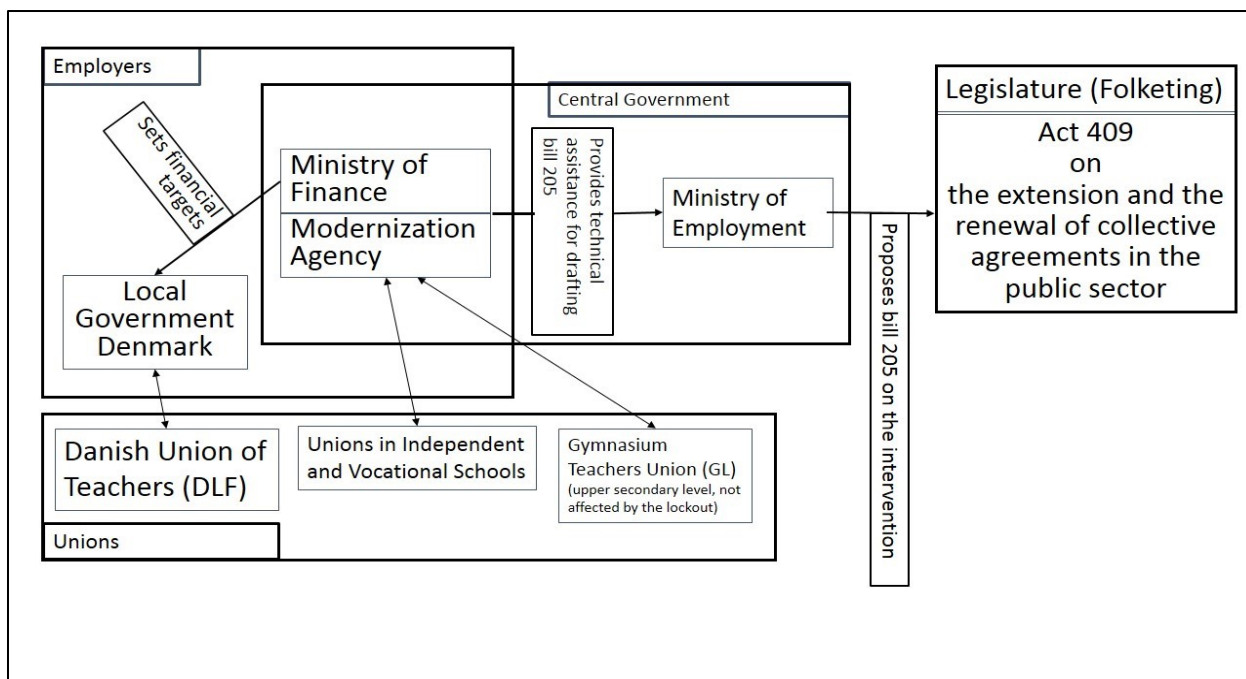 Employers
Central Government
Legislature (Folketing)
Act 409
on
the extension and the
renewal of collective
agreements in the
public sector
Sets financial
targets
Ministry of
Finance
Modernization
Agency
Provides technical
assistance for drafting
bill 205
Ministry of
Employment
Proposes bill 205 on the intervention
Local
Government
Denmark
Danish Union of
Teachers (DLF)
Unions in Independent
and Vocational Schools
Gymnasium
Teachers Union (GL)
(upper secondary level, not
affected by the lockout)
Unions